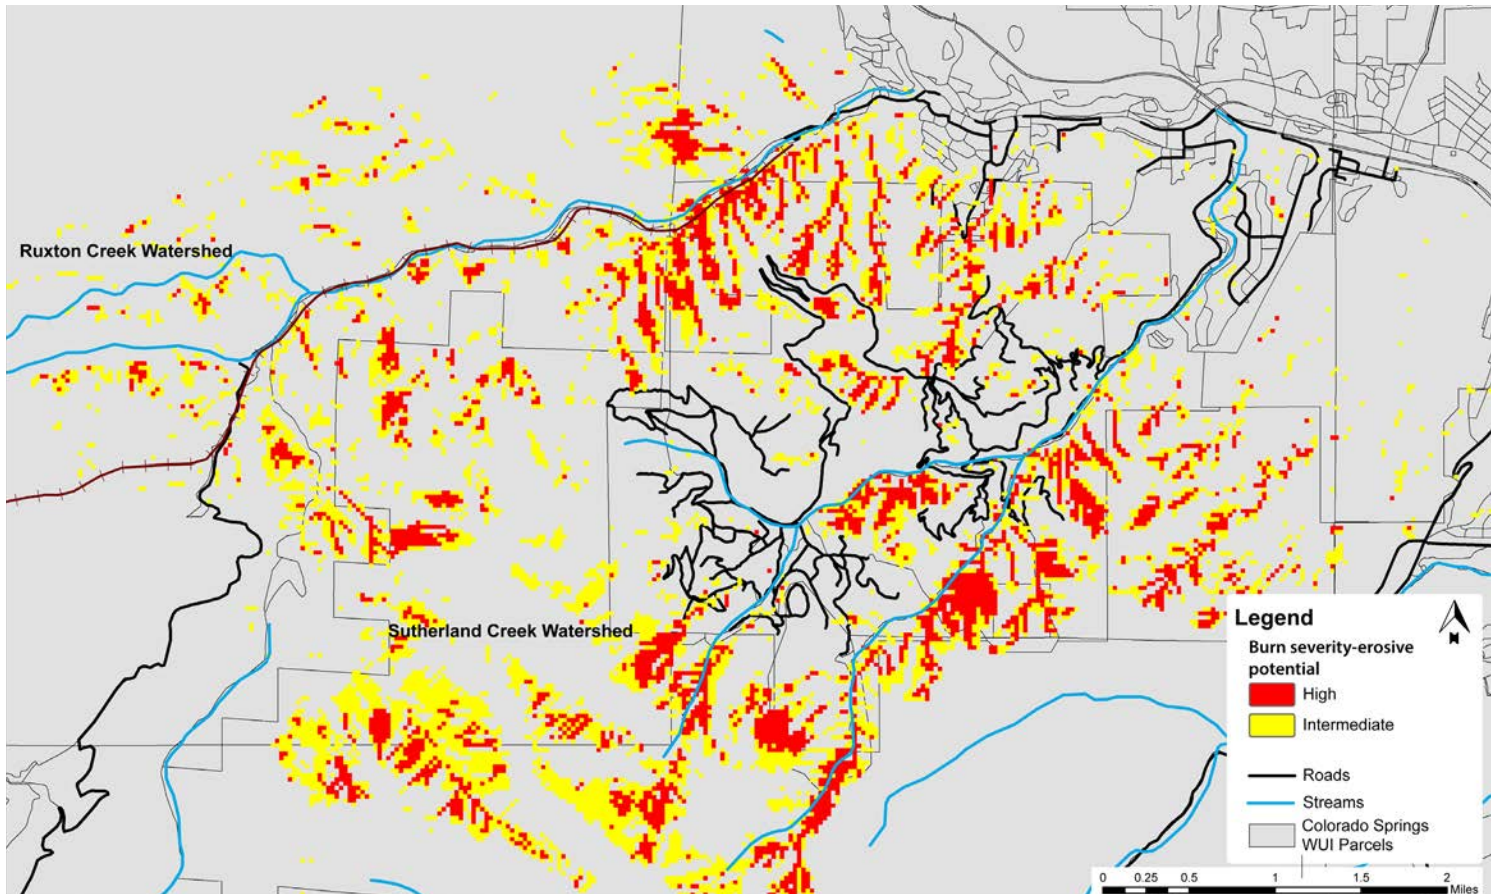 Ruxton Creek Watershed
Sutherland Creek Watershed
Legend
Burn severity-erosive
potential
High
Intermediate
Roads
Streams
Colorado Springs
WUI Parcels
N
0 0.25 0.5 1 1.5 2
Miles